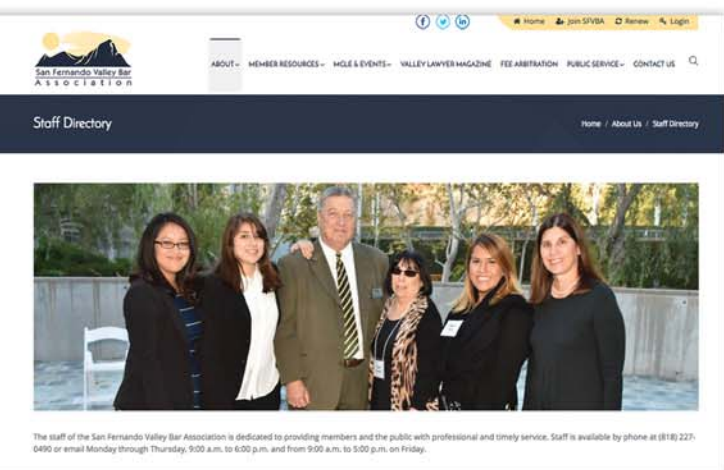 Home Join SFVBA Renew Login
San Fernando Valley Bar
Association
ABOUT MEMBER RESOURCES MCLE & EVENTS VALLEY LAWYER MAGAZINE FEE ARBITRATION PUBLIC SERVICE CONTACT US
Staff Directory
Home / About Us / Staff Directory
The staff of the San Fernando Valley Bar Association is dedicated to providing members and the public with professional and timely service. Staff is available by phone at (818) 227-
0490 or email Monday through Thursday, 9:00 a.m. to 6:00 p.m. and from 9:00 a.m. to 5:00 p.m. on Friday.